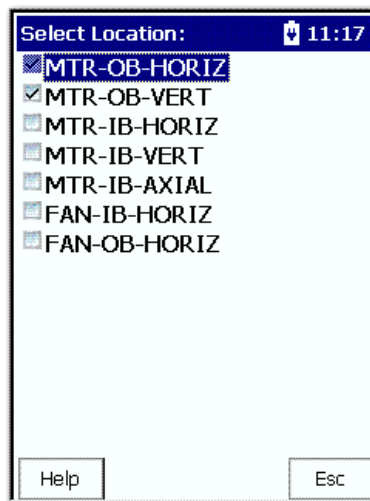 Select Location: 11:17
MTR-OB-HORIZ
MTR-OB-VERT
MTR-IB-HORIZ
MTR-IB-VERT
MTR-IB-AXIAL
FAN-IB-HORIZ
FAN-OB-HORIZ
Help Esc